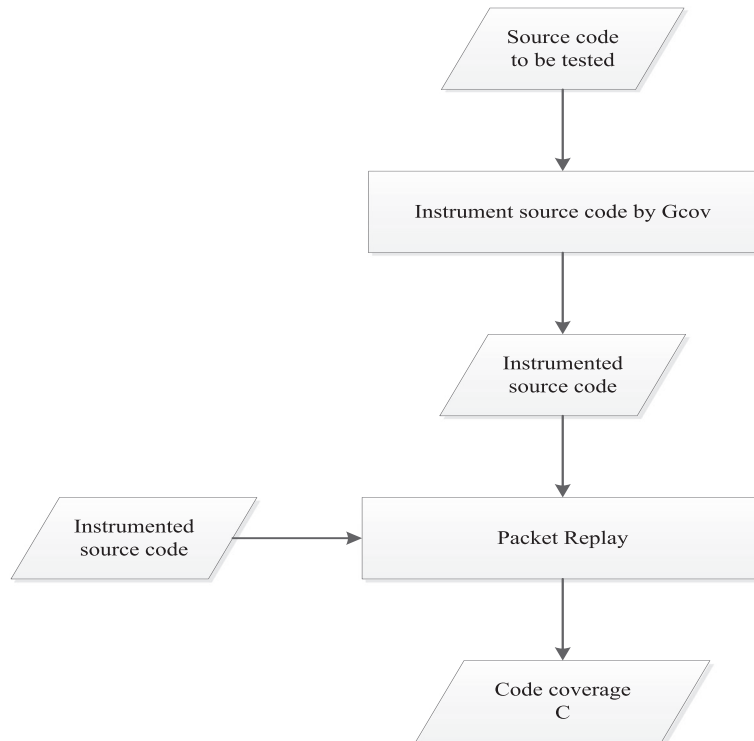 Source code
to be tested
Instrument source code by Gcov
Instrumented
source code
Instrumented
source code
Packet Replay
Code coverage
C